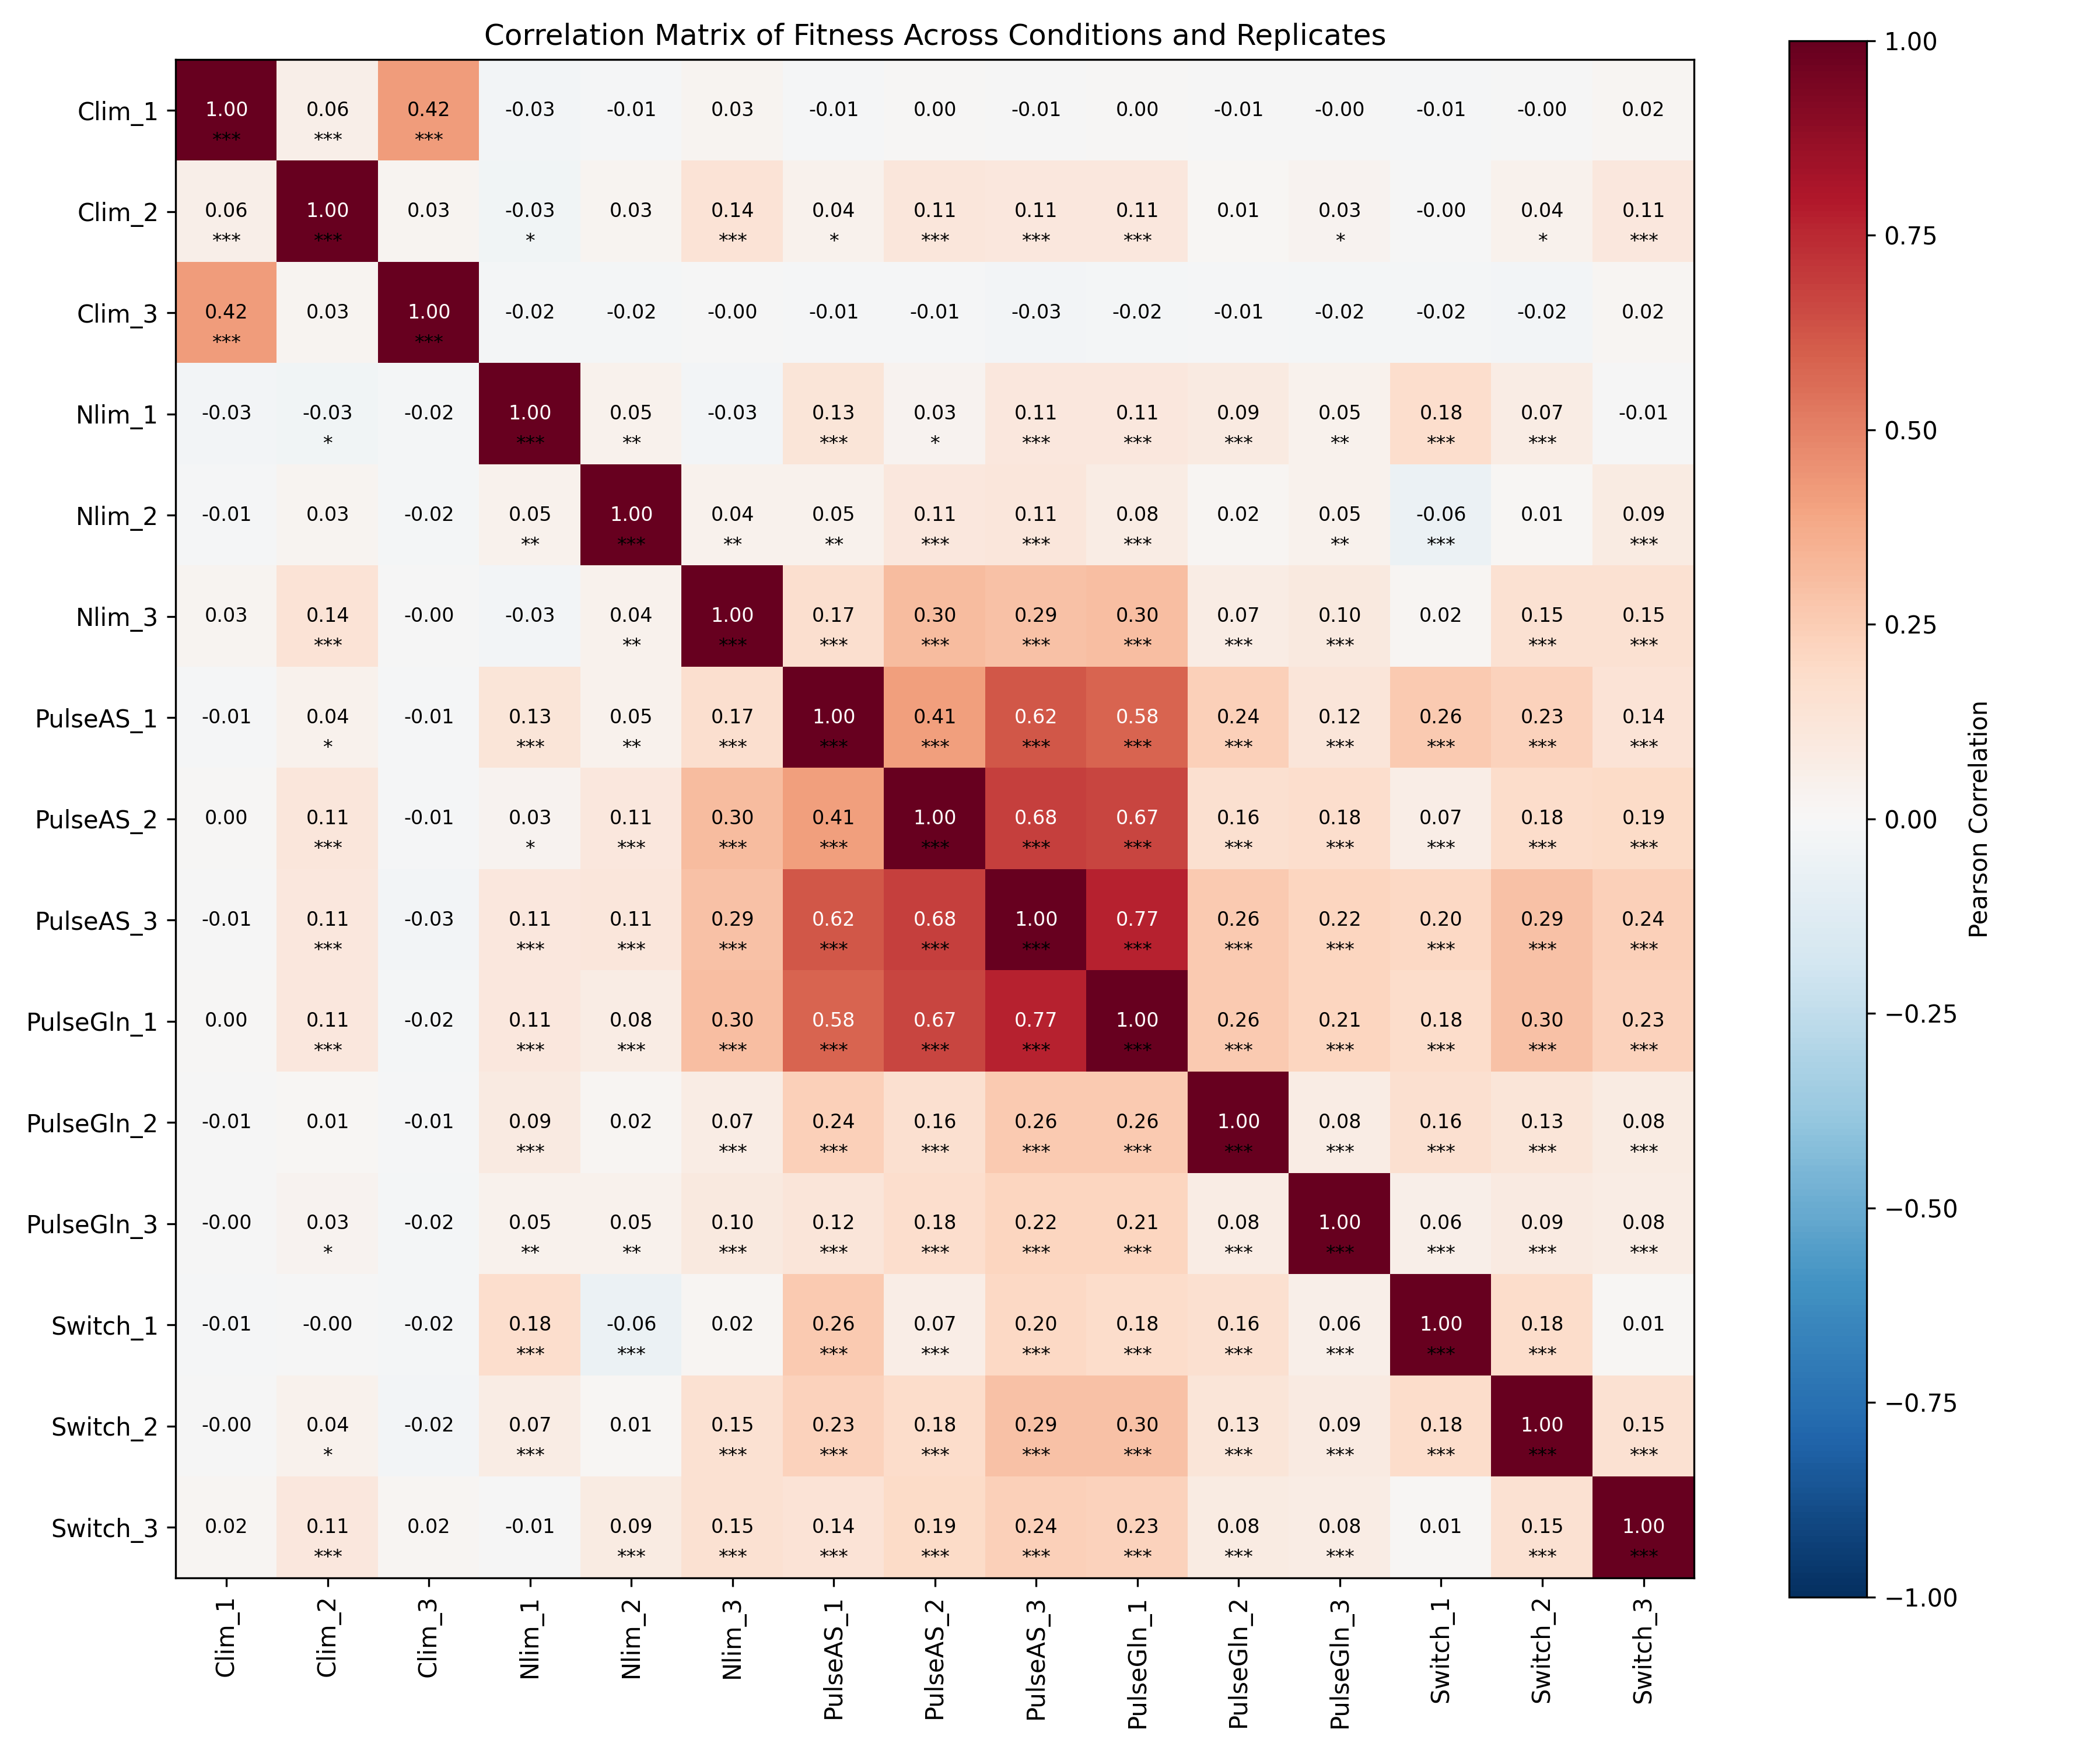 Correlation Matrix of Fitness Across Conditions and Replicates
Clim_1 1.00 0.06 0.42 -0.03 -0.01 0.03 -0.01 0.00 -0.01 0.00 -0.01 -0.00 -0.01 -0.00 0.02
*** *** ***
Clim_2 0.06 1.00 0.03 -0.03 0.03 0.14 0.04 0.11 0.11 0.11 0.01 0.03 -0.00 0.04 0.11
*** *** * *** * *** *** *** * * ***
Clim_3 0.42 0.03 1.00 -0.02 -0.02 -0.00 -0.01 -0.01 -0.03 -0.02 -0.01 -0.02 -0.02 -0.02 0.02
*** ***
Nlim_1 -0.03 -0.03 -0.02 1.00 0.05 -0.03 0.13 0.03 0.11 0.11 0.09 0.05 0.18 0.07 -0.01
* *** ** *** * *** *** *** ** *** ***
Nlim_2 -0.01 0.03 -0.02 0.05 1.00 0.04 0.05 0.11 0.11 0.08 0.02 0.05 -0.06 0.01 0.09
** *** ** ** *** *** *** ** *** ***
Nlim_3 0.03 0.14 -0.00 -0.03 0.04 1.00 0.17 0.30 0.29 0.30 0.07 0.10 0.02 0.15 0.15
*** ** *** *** *** *** *** *** *** *** ***
PulseAS_1 -0.01 0.04 -0.01 0.13 0.05 0.17 1.00 0.41 0.62 0.58 0.24 0.12 0.26 0.23 0.14
* *** ** *** *** *** *** *** *** *** *** *** ***
PulseAS_2 0.00 0.11 -0.01 0.03 0.11 0.30 0.41 1.00 0.68 0.67 0.16 0.18 0.07 0.18 0.19
*** * *** *** *** *** *** *** *** *** *** *** ***
PulseAS_3 -0.01 0.11 -0.03 0.11 0.11 0.29 0.62 0.68 1.00 0.77 0.26 0.22 0.20 0.29 0.24
*** *** *** *** *** *** *** *** *** *** *** *** ***
PulseGln_1 0.00 0.11 -0.02 0.11 0.08 0.30 0.58 0.67 0.77 1.00 0.26 0.21 0.18 0.30 0.23
*** *** *** *** *** *** *** *** *** *** *** *** ***
PulseGln_2 -0.01 0.01 -0.01 0.09 0.02 0.07 0.24 0.16 0.26 0.26 1.00 0.08 0.16 0.13 0.08
*** *** *** *** *** *** *** *** *** *** ***
PulseGln_3 -0.00 0.03 -0.02 0.05 0.05 0.10 0.12 0.18 0.22 0.21 0.08 1.00 0.06 0.09 0.08
* ** ** *** *** *** *** *** *** *** *** *** ***
Switch_1 -0.01 -0.00 -0.02 0.18 -0.06 0.02 0.26 0.07 0.20 0.18 0.16 0.06 1.00 0.18 0.01
*** *** *** *** *** *** *** *** *** ***
Switch_2 -0.00 0.04 -0.02 0.07 0.01 0.15 0.23 0.18 0.29 0.30 0.13 0.09 0.18 1.00 0.15
* *** *** *** *** *** *** *** *** *** *** ***
Switch_3 0.02 0.11 0.02 -0.01 0.09 0.15 0.14 0.19 0.24 0.23 0.08 0.08 0.01 0.15 1.00
*** *** *** *** *** *** *** *** *** *** ***
Clim_1 Clim_2 Clim_3 Nlim_1 Nlim_2 Nlim_3 PulseAS_1 PulseAS_2 PulseAS_3 PulseGln_1 PulseGln_2 PulseGln_3 Switch_1 Switch_2 Switch_3
1.00
0.75
0.50
0.25
0.00
−0.25
−0.50
−0.75
−1.00
Pearson Correlation